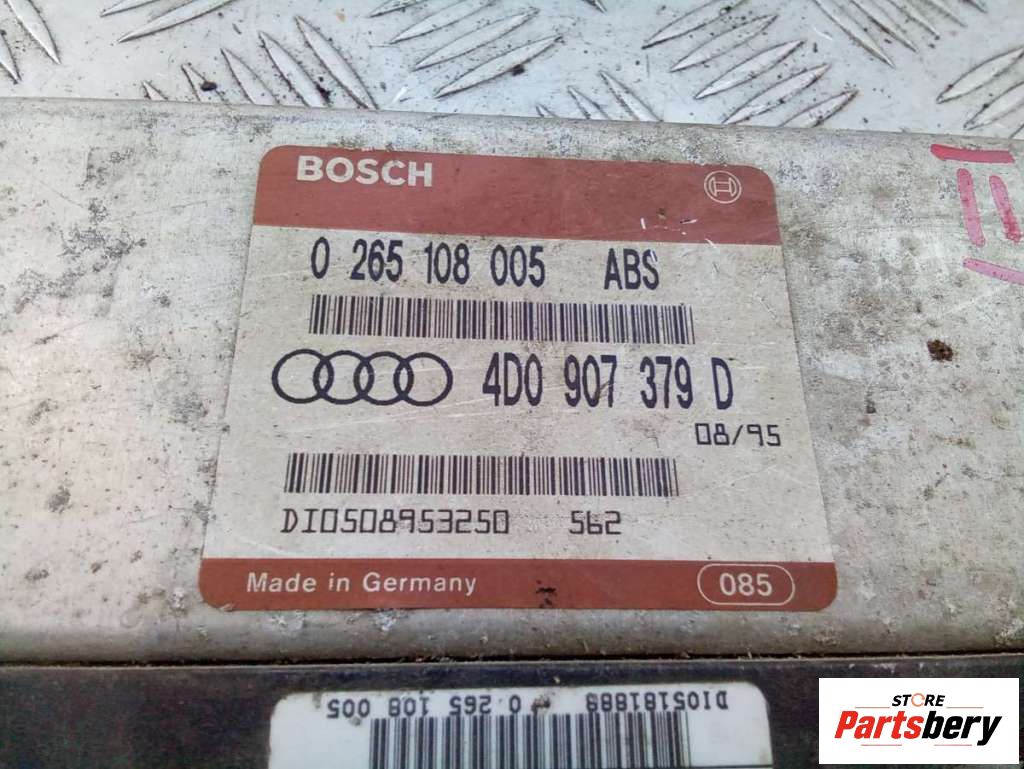 BOSCH
0 265 108 005 ABS
4D0 907 379 D
08/95
DI0508953250 562
Made in Germany 085
DI05181889 0 265 108 005
STORE
Partsbery